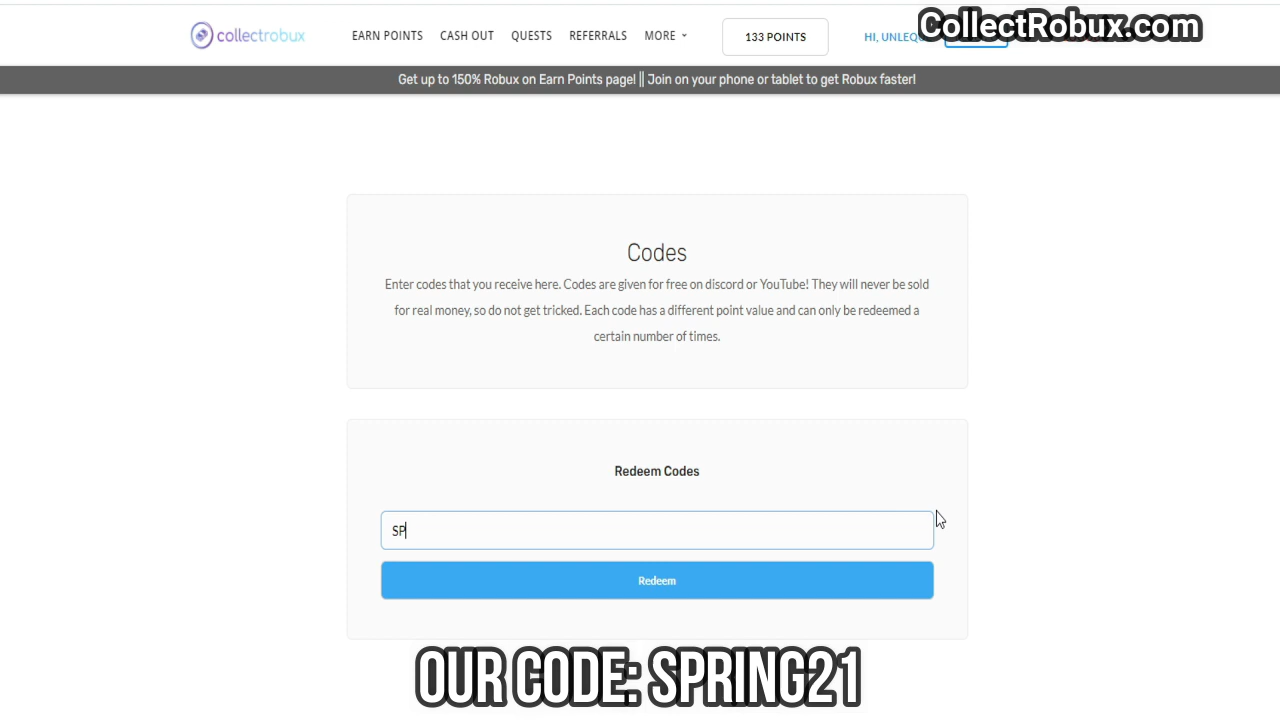 CollectRobux.com
collectrobux EARN POINTS CASH OUT QUESTS REFERRALS MORE 133 POINTS HI, UNLEQU
Get up to 150% Robux on Earn Points page! || Join on your phone or tablet to get Robux faster!
Codes
Enter codes that you receive here. Codes are given for free on discord or YouTube! They will never be sold
for real money, so do not get tricked. Each code has a different point value and can only be redeemed a
certain number of times.
Redeem Codes
SP
Redeem
OUR CODE: SPRING21